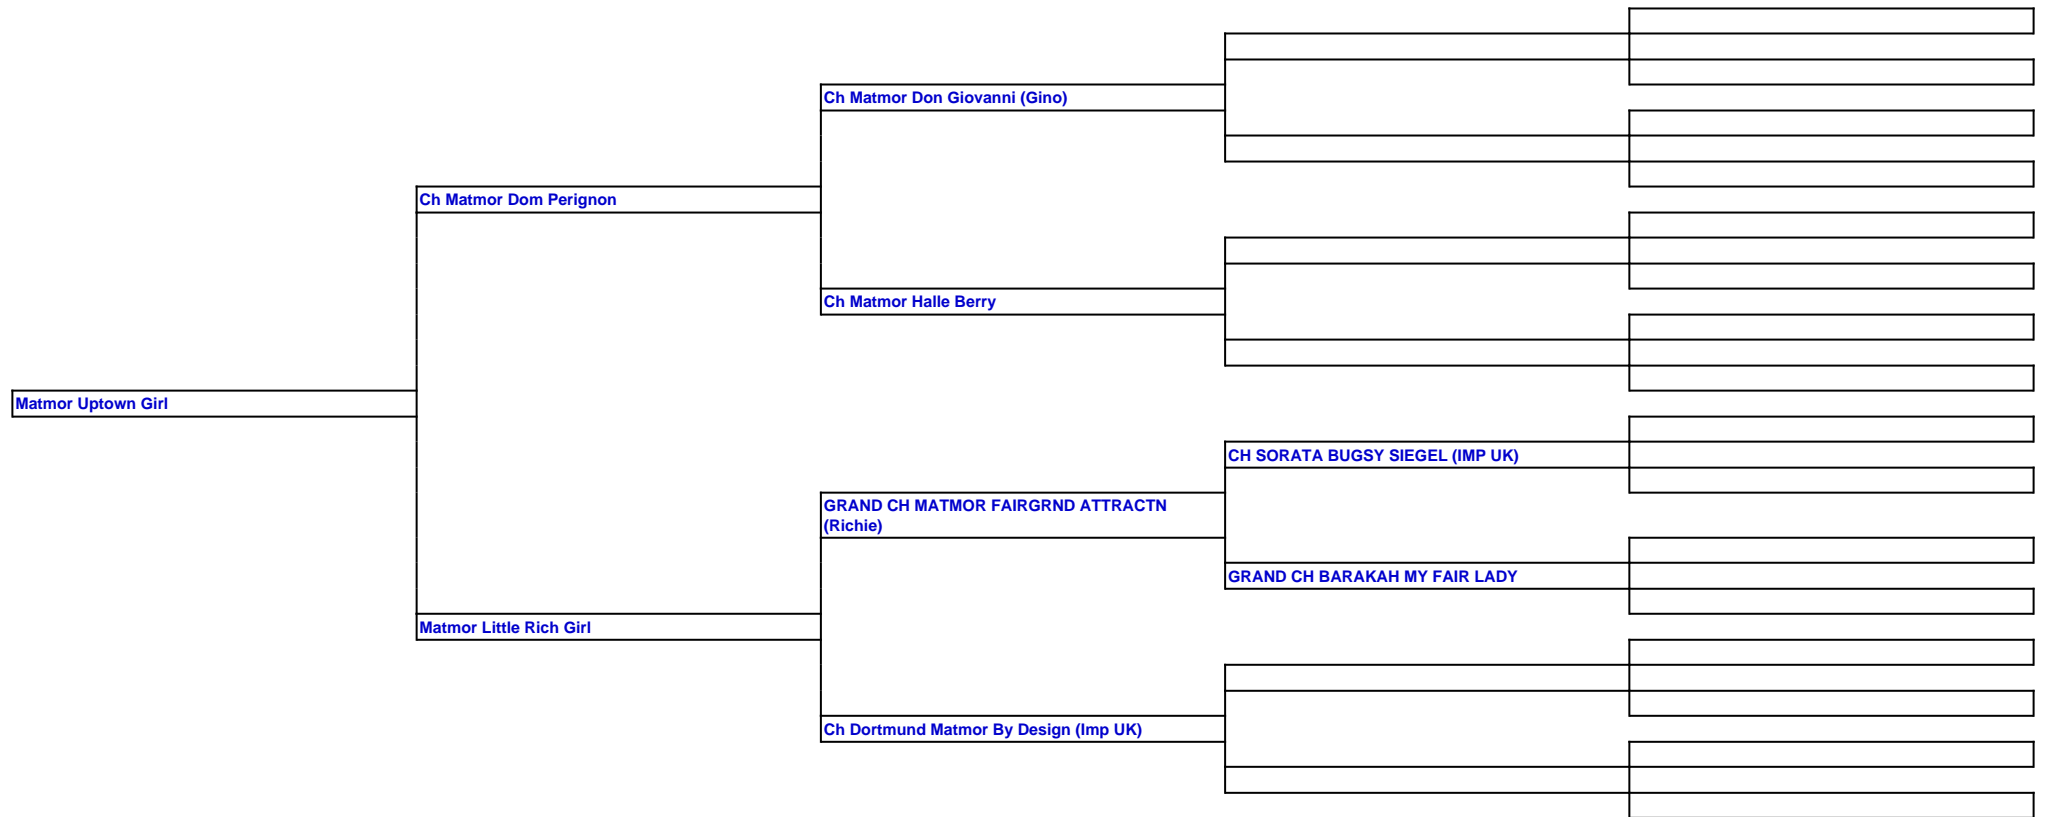 Ch Matmor Don Giovanni (Gino)
Ch Matmor Dom Perignon
Ch Matmor Halle Berry
Matmor Uptown Girl
CH SORATA BUGSY SIEGEL (IMP UK)
GRAND CH MATMOR FAIRGRND ATTRACTN
(Richie)
GRAND CH BARAKAH MY FAIR LADY
Matmor Little Rich Girl
Ch Dortmund Matmor By Design (Imp UK)